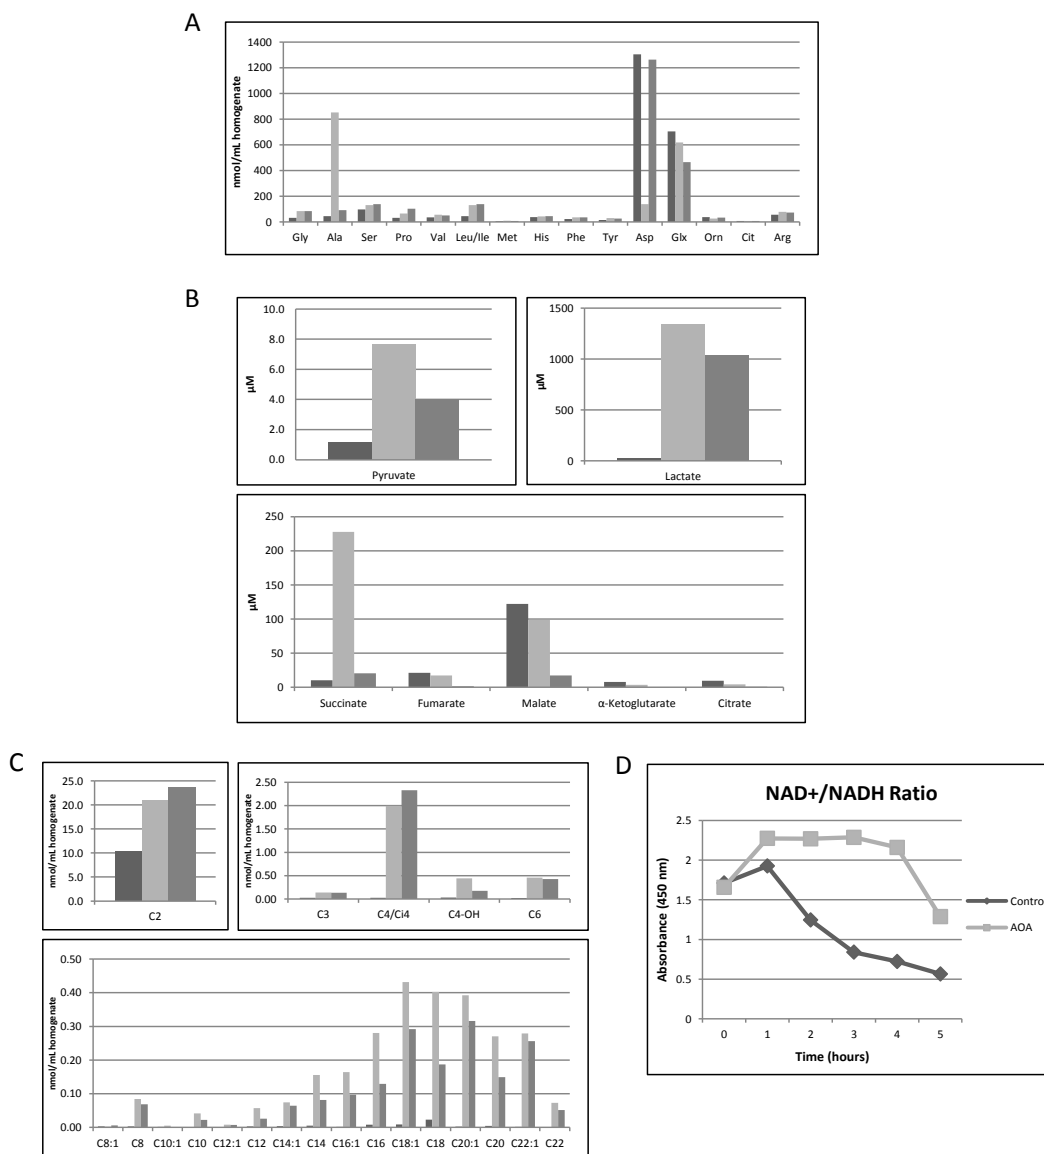 A
1400
1200
1000
800
600
400
200
0
nmol/mL homogenate
Gly Ala Ser Pro Val Leu/Ile Met His Phe Tyr Asp Glx Orn Cit Arg
B
10.0
8.0
6.0
4.0
2.0
0.0
µM
Pyruvate
1500
1000
500
0
µM
Lactate
250
200
150
100
50
0
µM
Succinate Fumarate Malate α-Ketoglutarate Citrate
C
25.0
20.0
15.0
10.0
5.0
0.0
nmol/mL homogenate
C2
2.50
2.00
1.50
1.00
0.50
0.00
nmol/mL homogenate
C3 C4/Ci4 C4-OH C6
0.50
0.40
0.30
0.20
0.10
0.00
nmol/mL homogenate
C8:1 C8 C10:1 C10 C12:1 C12 C14:1 C14 C16:1 C16 C18:1 C18 C20:1 C20 C22:1 C22
D
NAD+/NADH Ratio
2.5
2
1.5
1
0.5
0
Absorbance (450 nm)
0 1 2 3 4 5
Time (hours)
Control
AOA